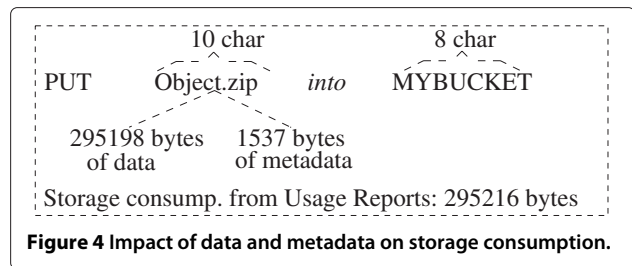 10 char 8 char
PUT Object.zip into MYBUCKET
295198 bytes 1537 bytes
of data of metadata
Storage consump. from Usage Reports: 295216 bytes
Figure 4 Impact of data and metadata on storage consumption.